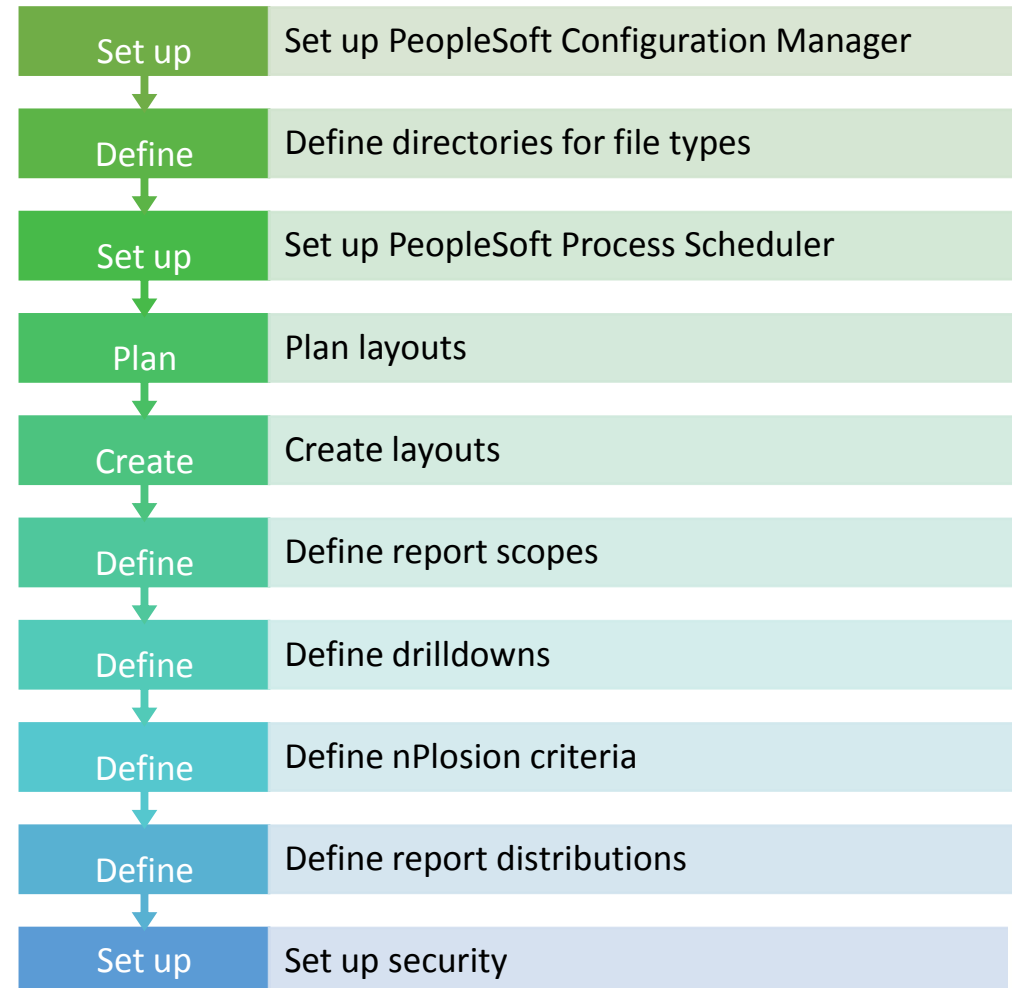 Set up
Set up PeopleSoft Configuration Manager
Define
Define directories for file types
Set up
Set up PeopleSoft Process Scheduler
Plan
Plan layouts
Create
Create layouts
Define
Define report scopes
Define
Define drilldowns
Define
Define nPlosion criteria
Define
Define report distributions
Set up
Set up security